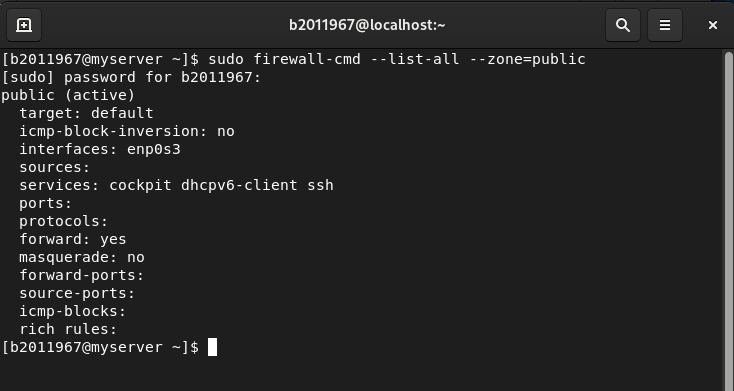 b2011967@localhost:~
[b2011967@myserver ~]$ sudo firewall-cmd --list-all --zone=public
[sudo] password for b2011967:
public (active)
  target: default
  icmp-block-inversion: no
  interfaces: enp0s3
  sources:
  services: cockpit dhcpv6-client ssh
  ports:
  protocols:
  forward: yes
  masquerade: no
  forward-ports:
  source-ports:
  icmp-blocks:
  rich rules:
[b2011967@myserver ~]$